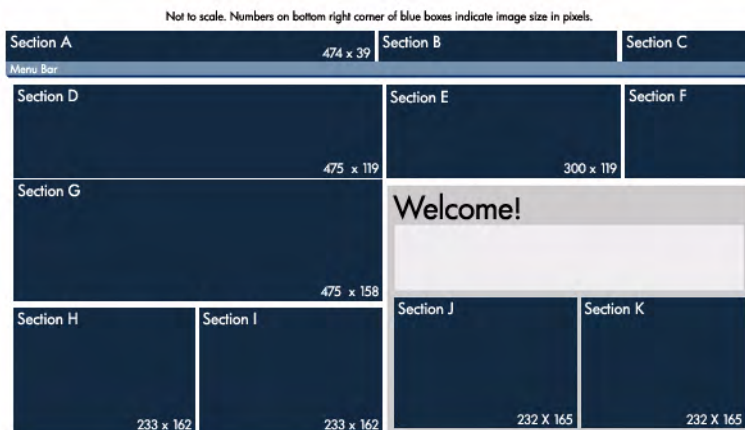 Not to scale. Numbers on bottom right corner of blue boxes indicate image size in pixels.
Section A
474 x 39
Section B
Section C
Menu Bar
Section D
475 x 119
Section E
300 x 119
Section F
Section G
475 x 158
Welcome!
Section H
233 x 162
Section I
233 x 162
Section J
232 X 165
Section K
232 X 165